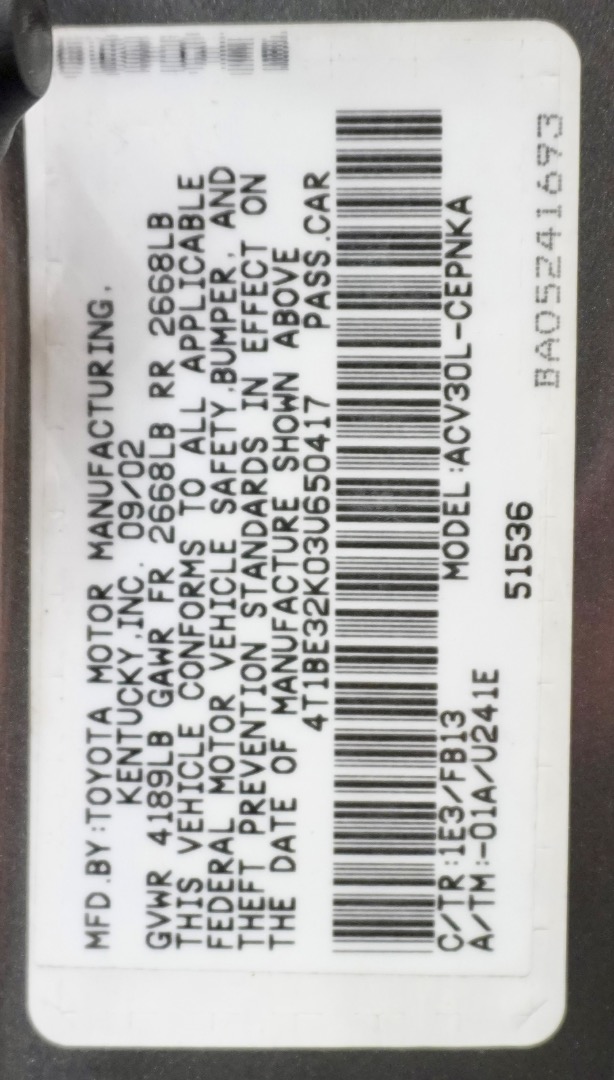 MFD.BY:TOYOTA MOTOR MANUFACTURING,
KENTUCKY,INC. 09/02
GVWR 4189LB GAWR FR 2668LB RR 2668LB
THIS VEHICLE CONFORMS TO ALL APPLICABLE
FEDERAL MOTOR VEHICLE SAFETY,BUMPER, AND
THEFT PREVENTION STANDARDS IN EFFECT ON
THE DATE OF MANUFACTURE SHOWN ABOVE
4T1BE32K03U650417 PASS.CAR
C/TR:1E3/FB13 MODEL:ACV30L-CEPNKA
A/TM:-01A/U241E
51536
BA05241693